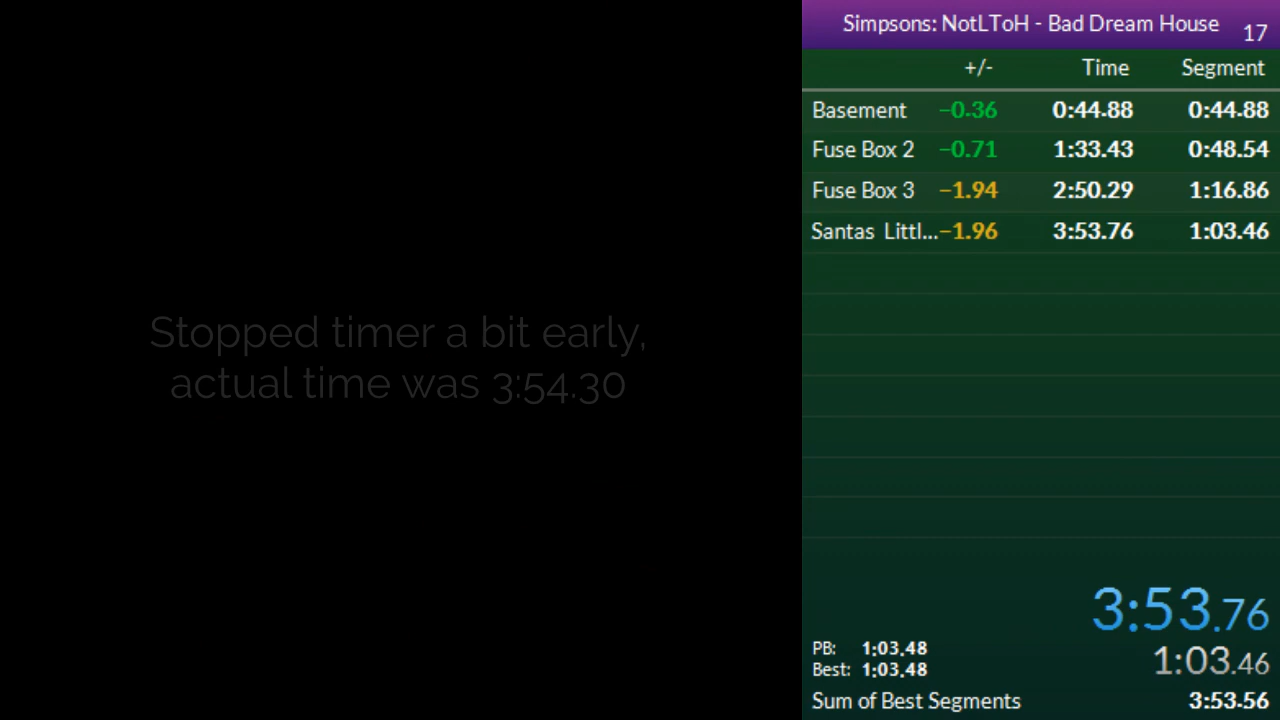 Simpsons: NotLToH - Bad Dream House 17
+/- Time Segment
Basement −0.36 0:44.88 0:44.88
Fuse Box 2 −0.71 1:33.43 0:48.54
Fuse Box 3 −1.94 2:50.29 1:16.86
Santas Littl... −1.96 3:53.76 1:03.46
Stopped timer a bit early,
actual time was 3:54.30
3:53.76
PB: 1:03.48
Best: 1:03.48
1:03.46
Sum of Best Segments 3:53.56